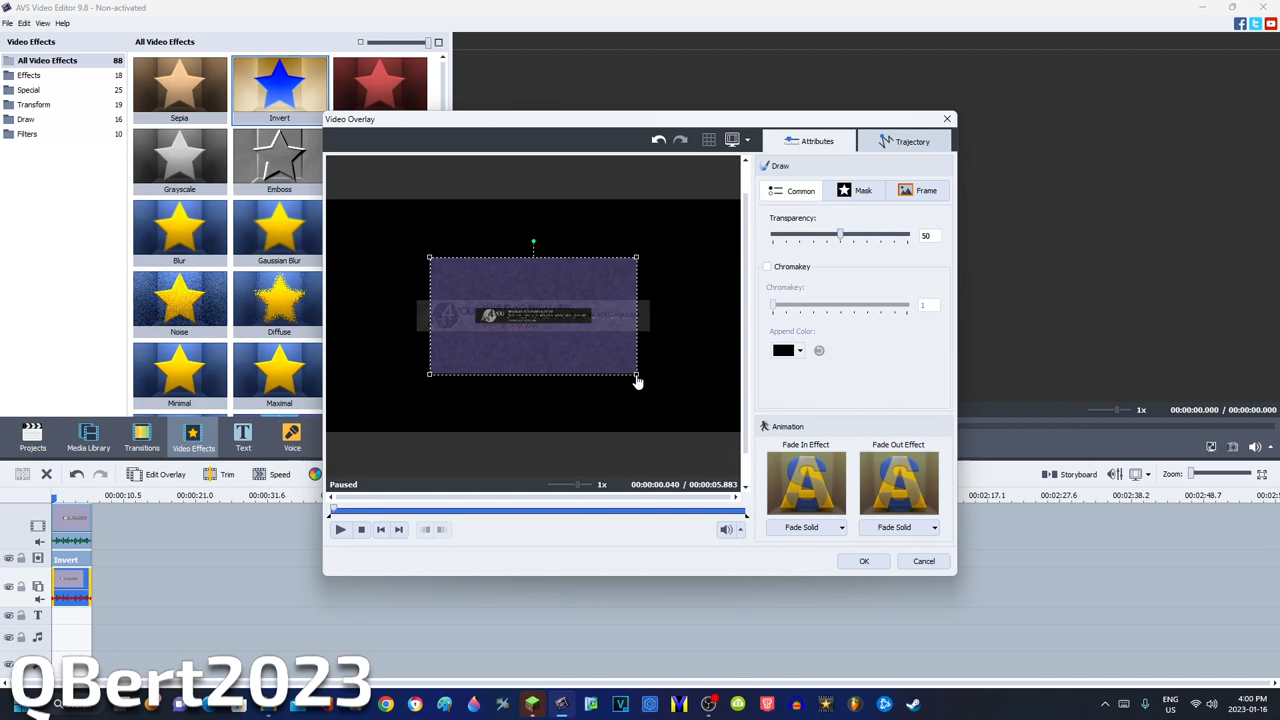 AVS Video Editor 9.8 - Non-activated
File Edit View Help
Video Effects
All Video Effects
All Video Effects 88
Effects 18
Special 25
Transform 19
Draw 16
Filters 10
Sepia
Invert
Grayscale
Emboss
Blur
Gaussian Blur
Noise
Diffuse
Minimal
Maximal
Video Overlay
Attributes
Trajectory
Draw
Common
Mask
Frame
Transparency:
50
Chromakey
Chromakey:
1
Append Color:
Animation
Fade In Effect
Fade Out Effect
Fade Solid
Fade Solid
Paused
1x
00:00:00.040 / 00:00:05.883
OK
Cancel
1x
00:00:00.000 / 00:00:00.000
Projects
Media Library
Transitions
Video Effects
Text
Voice
Edit Overlay
Trim
Speed
Storyboard
Zoom:
00:00:10.5
00:00:21.0
00:00:31.6
00:02:17.1
00:02:27.6
00:02:38.2
00:02:48.7
Invert
T
QBert2023
ENG
US
4:00 PM
2023-01-16